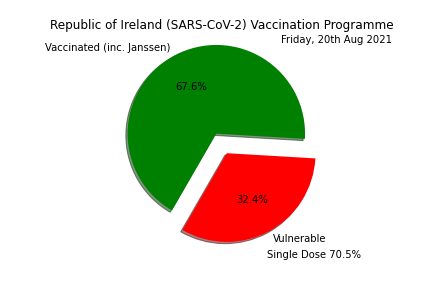 Republic of Ireland (SARS-CoV-2) Vaccination Programme
Friday, 20th Aug 2021
Vaccinated (inc. Janssen)
67.6%
32.4%
Vulnerable
Single Dose 70.5%